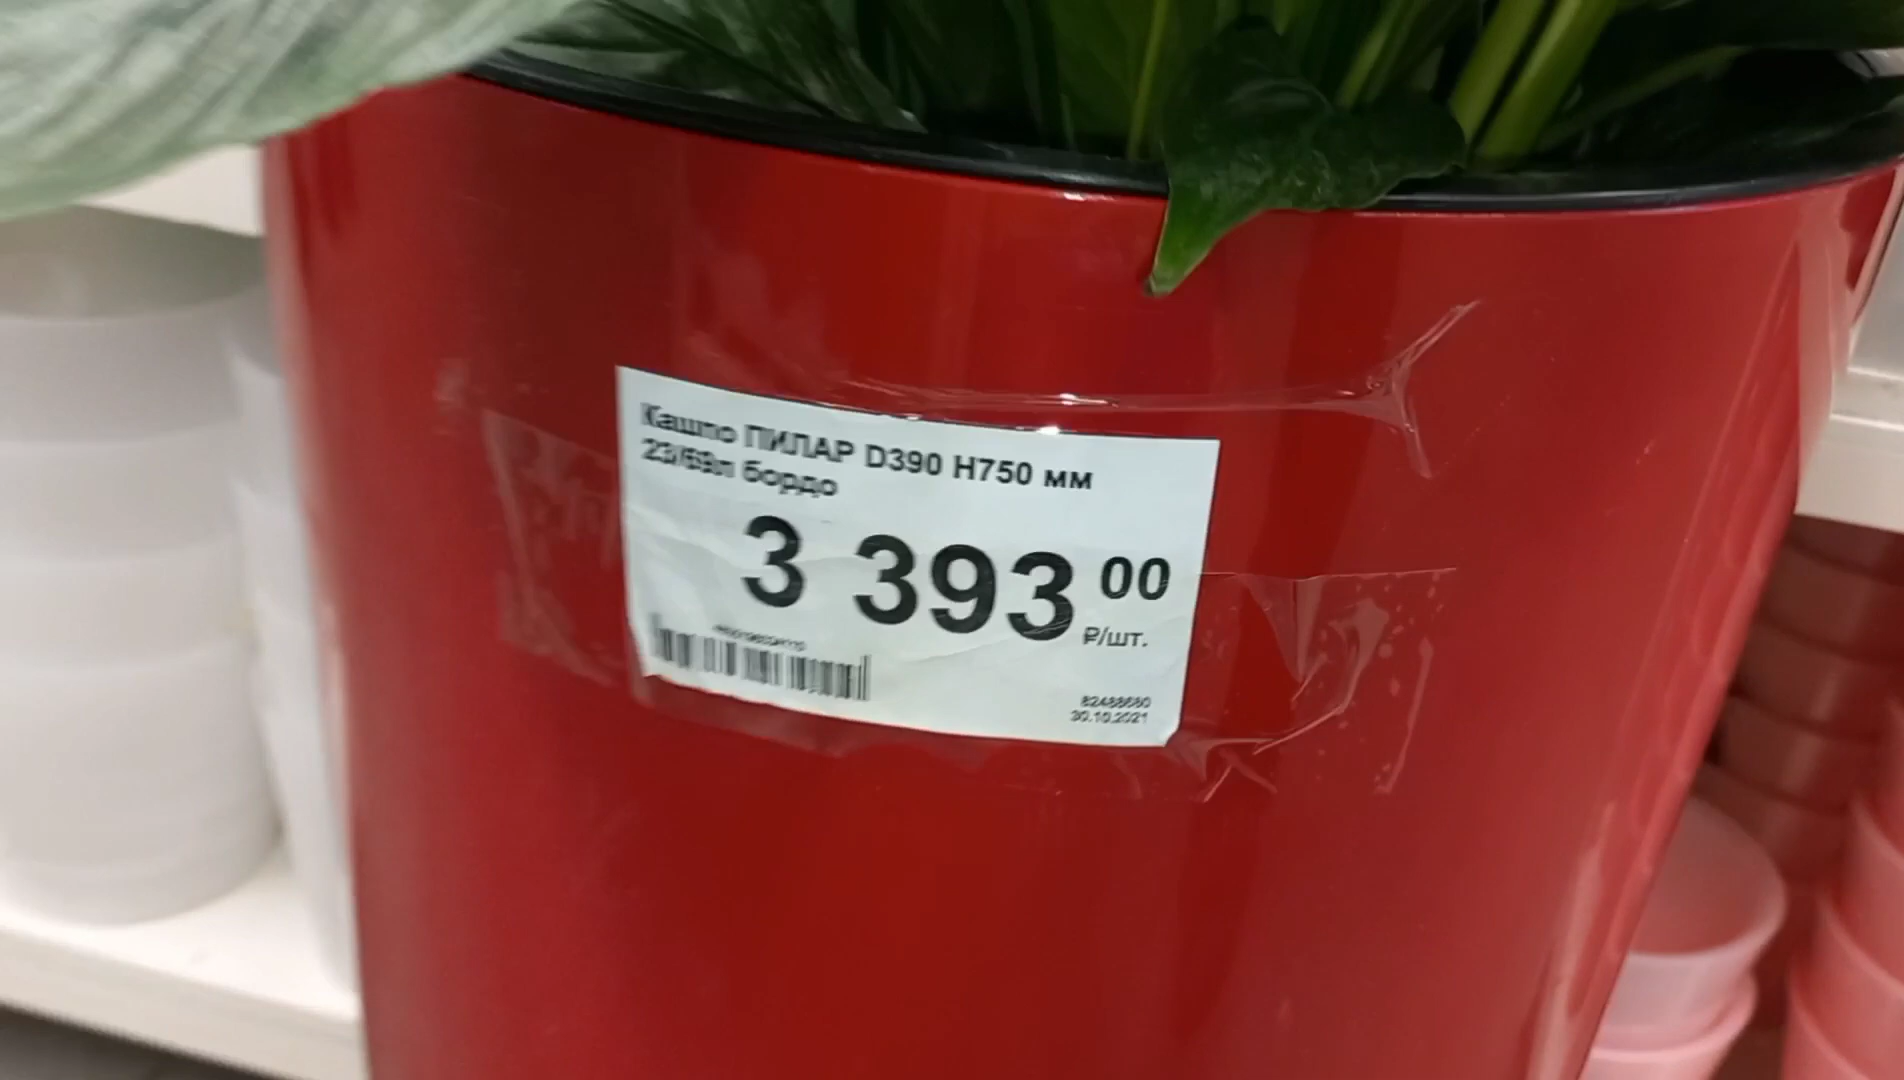 Кашпо ПИЛАР D390 H750 мм
23/69л бордо
3 393 00
₽/шт.
82488680
30.10.2021